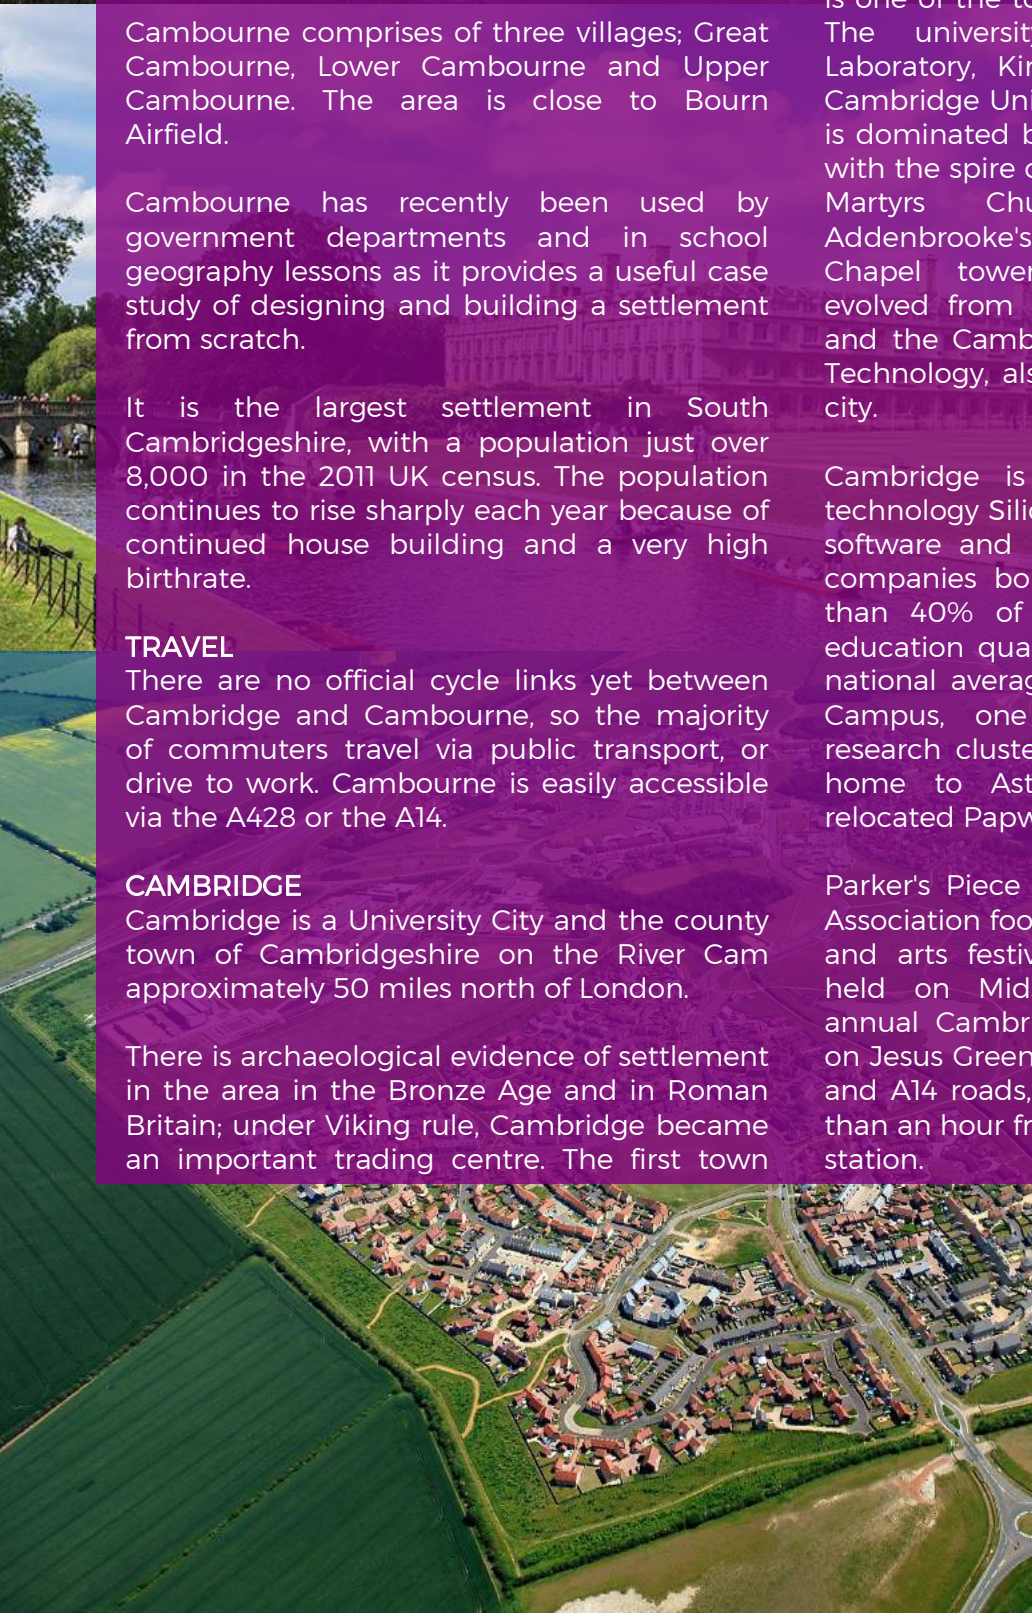 Cambourne comprises of three villages; Great
Cambourne, Lower Cambourne and Upper
Cambourne. The area is close to Bourn
Airfield.
Cambourne has recently been used by
government departments and in school
geography lessons as it provides a useful case
study of designing and building a settlement
from scratch.
It is the largest settlement in South
Cambridgeshire, with a population just over
8,000 in the 2011 UK census. The population
continues to rise sharply each year because of
continued house building and a very high
birthrate.
TRAVEL
There are no official cycle links yet between
Cambridge and Cambourne, so the majority
of commuters travel via public transport, or
drive to work. Cambourne is easily accessible
via the A428 or the A14.
CAMBRIDGE
Cambridge is a University City and the county
town of Cambridgeshire on the River Cam
approximately 50 miles north of London.
There is archaeological evidence of settlement
in the area in the Bronze Age and in Roman
Britain; under Viking rule, Cambridge became
an important trading centre. The first town
is one of the
The
Laboratory,
Cambridge
is dominated
with the spire
Martyrs
Addenbrooke's
Chapel
evolved from
and the
Technology,
city.
Cambridge is
technology
software and
companies
than 40% of
education
national
Campus, one
research
home to
relocated
Parker's Piece
Association
and arts
held on
annual
on Jesus Green
and A14 roads,
than an hour
station.